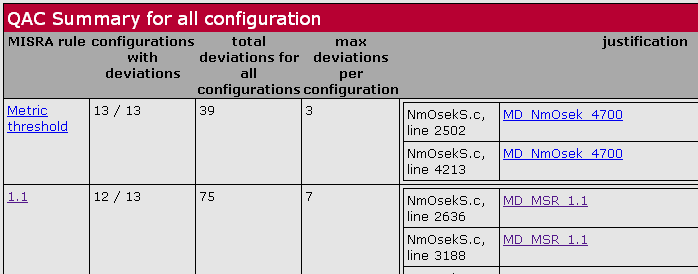 QAC Summary for all configuration
MISRA rule configurations with deviations total deviations for all configurations max deviations per configuration justification
Metric threshold 13 / 13 39 3
NmOsekS.c, line 2502 MD_NmOsek_4700
NmOsekS.c, line 4213 MD_NmOsek_4700
1.1 12 / 13 75 7
NmOsekS.c, line 2636 MD_MSR_1.1
NmOsekS.c, line 3188 MD_MSR_1.1